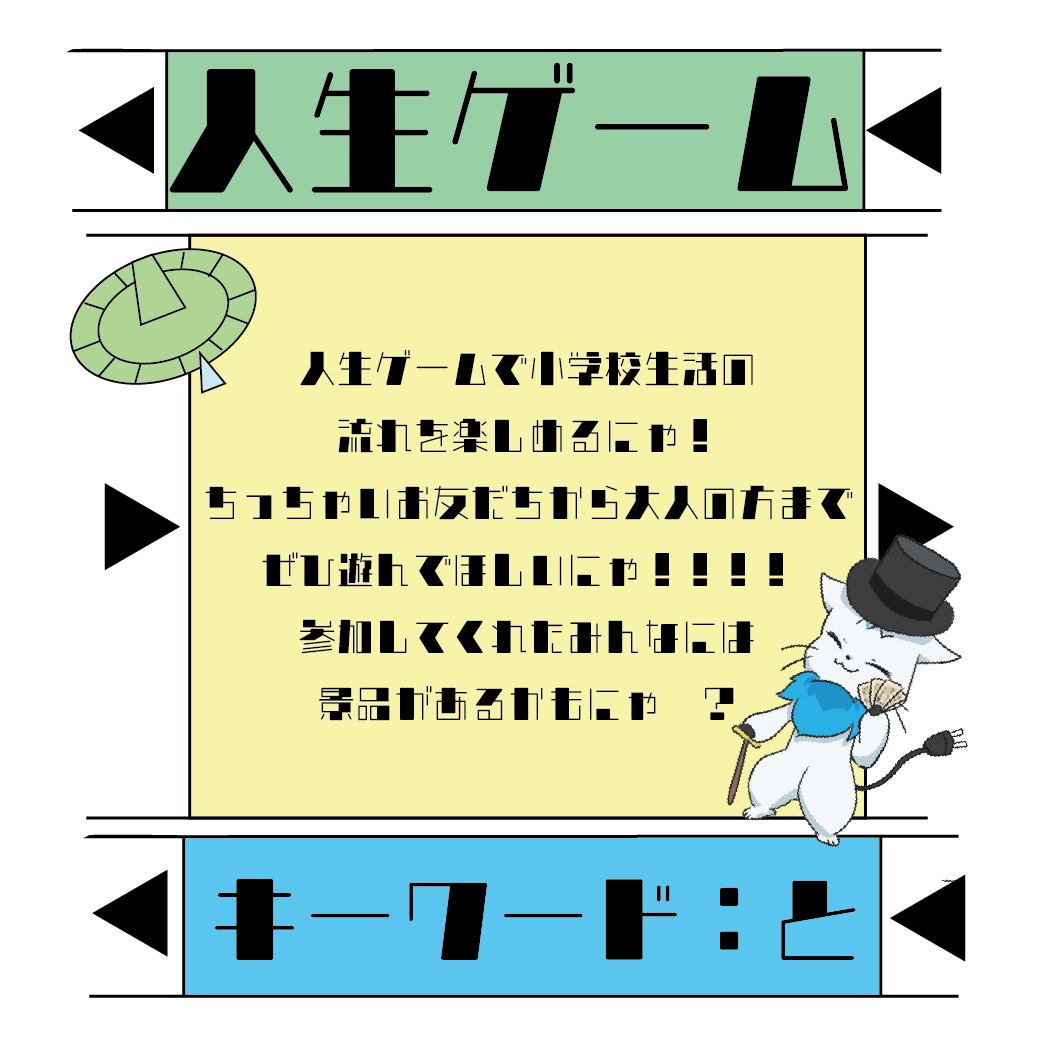 人生ゲーム
人生ゲームで小学校生活の
流れを楽しめるにゃ！
ちっちゃいお友だちから大人の方まで
ぜひ遊んでほしいにゃ！！！！
参加してくれたみんなには
景品があるかもにゃ　？
キーワード：と